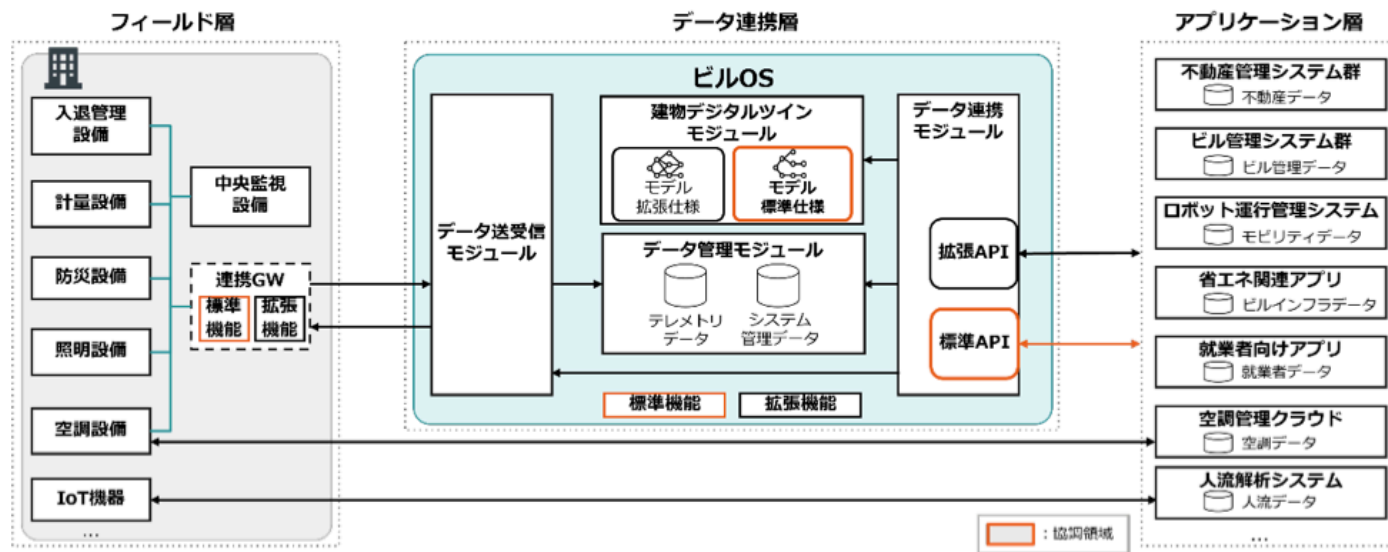 フィールド層
データ連携層
アプリケーション層
入退管理
設備
計量設備
防災設備
照明設備
空調設備
IoT機器
...
中央監視
設備
連携GW
標準
機能
拡張
機能
ビルOS
データ送受信
モジュール
建物デジタルツイン
モジュール
モデル
拡張仕様
モデル
標準仕様
データ管理モジュール
テレメトリ
データ
システム
管理データ
データ連携
モジュール
拡張API
標準API
標準機能
拡張機能
不動産管理システム群
不動産データ
ビル管理システム群
ビル管理データ
ロボット運行管理システム
モビリティデータ
省エネ関連アプリ
ビルインフラデータ
就業者向けアプリ
就業者データ
空調管理クラウド
空調データ
人流解析システム
人流データ
...
：協調領域